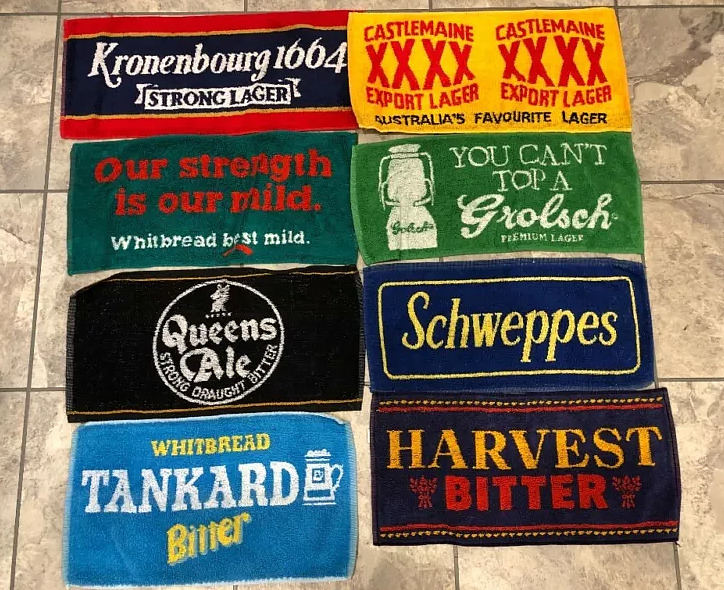 Kronenbourg 1664
STRONG LAGER
CASTLEMAINE CASTLEMAINE
XXXX XXXX
EXPORT LAGER EXPORT LAGER
AUSTRALIA'S FAVOURITE LAGER
Our strength
is our mild.
Whitbread best mild.
YOU CAN'T
TOP A
Grolsch
PREMIUM LAGER
Grolsch
Queens
Ale
STRONG DRAUGHT BITTER
Schweppes
WHITBREAD
TANKARD
Bitter
HARVEST
BITTER